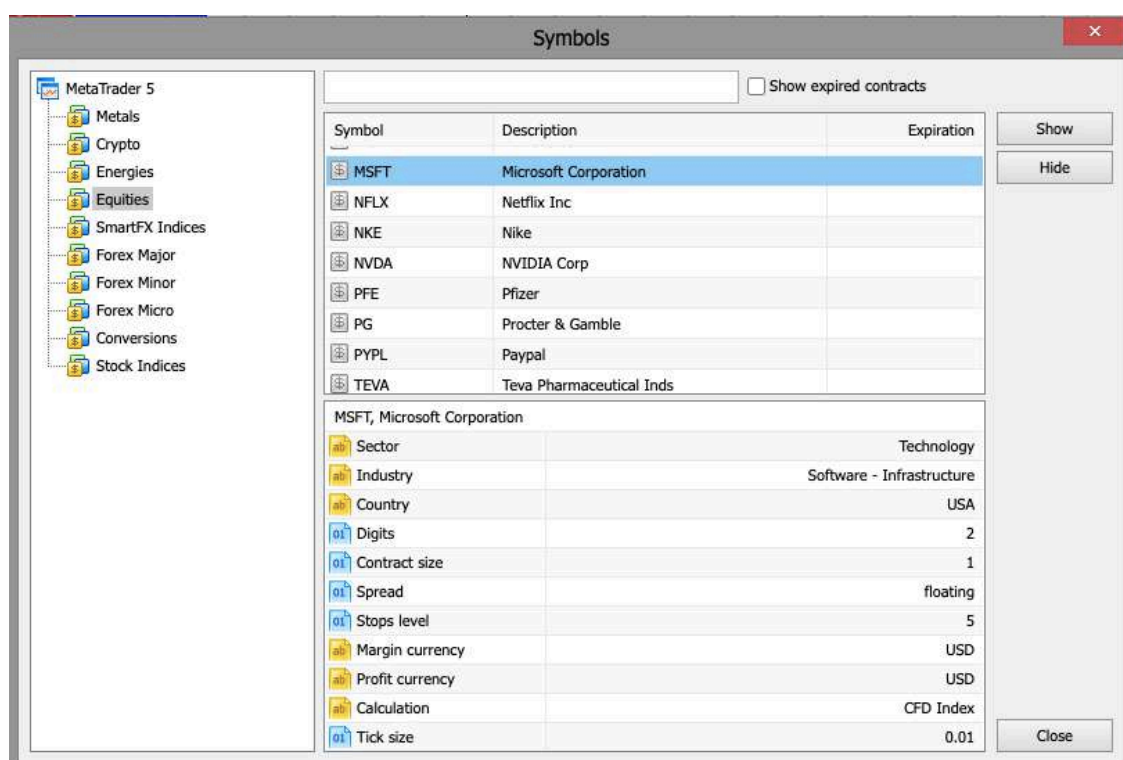 Symbols
MetaTrader 5
Metals
Crypto
Energies
Equities
SmartFX Indices
Forex Major
Forex Minor
Forex Micro
Conversions
Stock Indices
Show expired contracts
Symbol Description Expiration
MSFT Microsoft Corporation
NFLX Netflix Inc
NKE Nike
NVDA NVIDIA Corp
PFE Pfizer
PG Procter & Gamble
PYPL Paypal
TEVA Teva Pharmaceutical Inds
MSFT, Microsoft Corporation
Sector Technology
Industry Software - Infrastructure
Country USA
Digits 2
Contract size 1
Spread floating
Stops level 5
Margin currency USD
Profit currency USD
Calculation CFD Index
Tick size 0.01
Show
Hide
Close